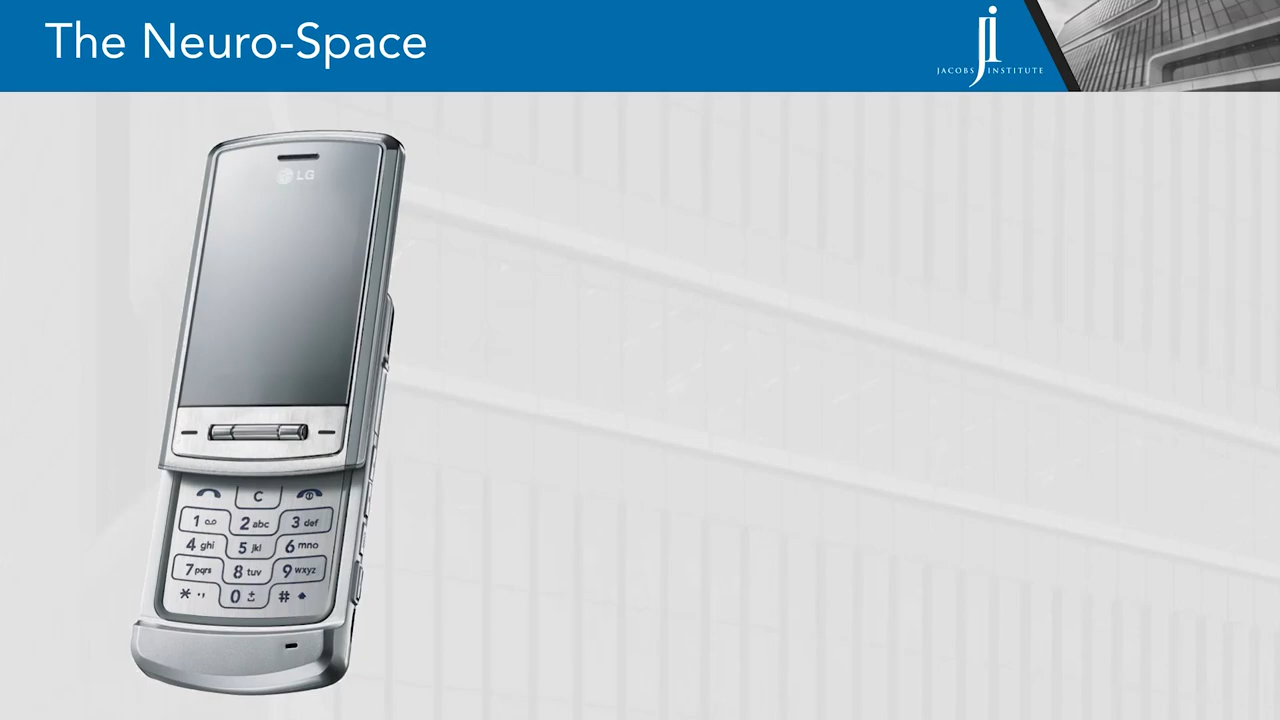 The Neuro-Space
ji
JACOBS INSTITUTE
LG
C
1 2 abc 3 def
4 ghi 5 jkl 6 mno
7 pqrs 8 tuv 9 wxyz
* ., 0 #